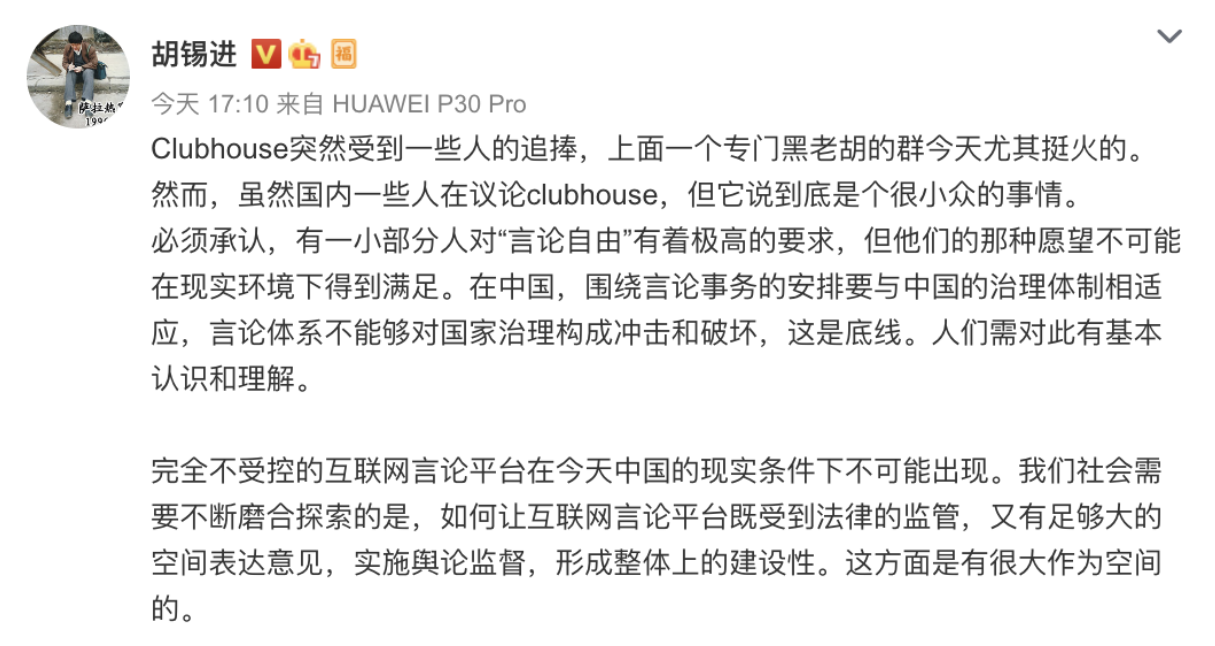 胡锡进 V 7 福
今天 17:10 来自 HUAWEI P30 Pro
萨拉热
199
Clubhouse突然受到一些人的追捧，上面一个专门黑老胡的群今天尤其挺火的。
然而，虽然国内一些人在议论clubhouse，但它说到底是个很小众的事情。
必须承认，有一小部分人对“言论自由”有着极高的要求，但他们的那种愿望不可能
在现实环境下得到满足。在中国，围绕言论事务的安排要与中国的治理体制相适
应，言论体系不能够对国家治理构成冲击和破坏，这是底线。人们需对此有基本
认识和理解。
完全不受控的互联网言论平台在今天中国的现实条件下不可能出现。我们社会需
要不断磨合探索的是，如何让互联网言论平台既受到法律的监管，又有足够大的
空间表达意见，实施舆论监督，形成整体上的建设性。这方面是有很大作为空间
的。